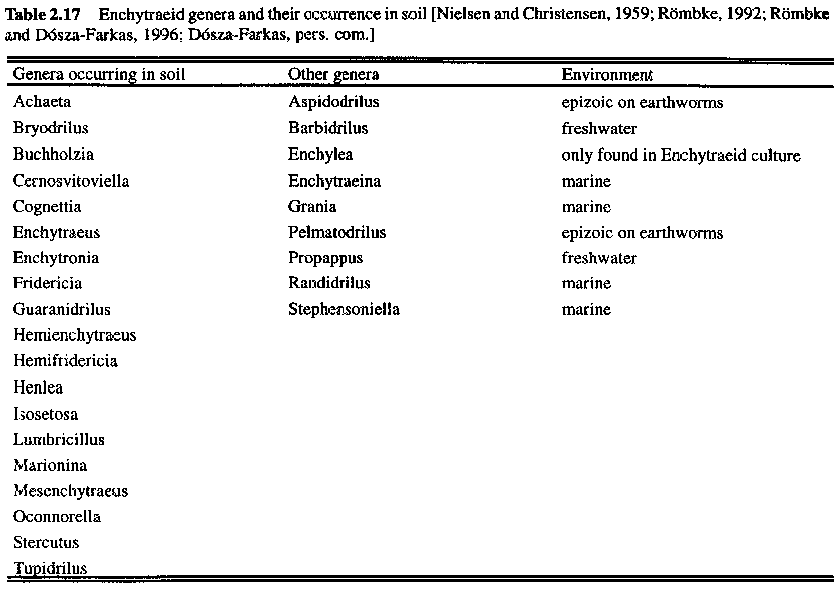 Table 2.17 Enchytraeid genera and their occurrence in soil [Nielsen and Christensen, 1959; Römbke, 1992; Römbke
and Dósza-Farkas, 1996; Dósza-Farkas, pers. com.]
Genera occurring in soil Other genera Environment
Achaeta Aspidodrilus epizoic on earthworms
Bryodrilus Barbidrilus freshwater
Buchholzia Enchylea only found in Enchytraeid culture
Cernosvitoviella Enchytraeina marine
Cognettia Grania marine
Enchytraeus Pelmatodrilus epizoic on earthworms
Enchytronia Propappus freshwater
Fridericia Randidrilus marine
Guaranidrilus Stephensoniella marine
Hemienchytraeus
Hemifridericia
Henlea
Isosetosa
Lumbricillus
Marionina
Mesenchytraeus
Oconnorella
Stercutus
Tupidrilus